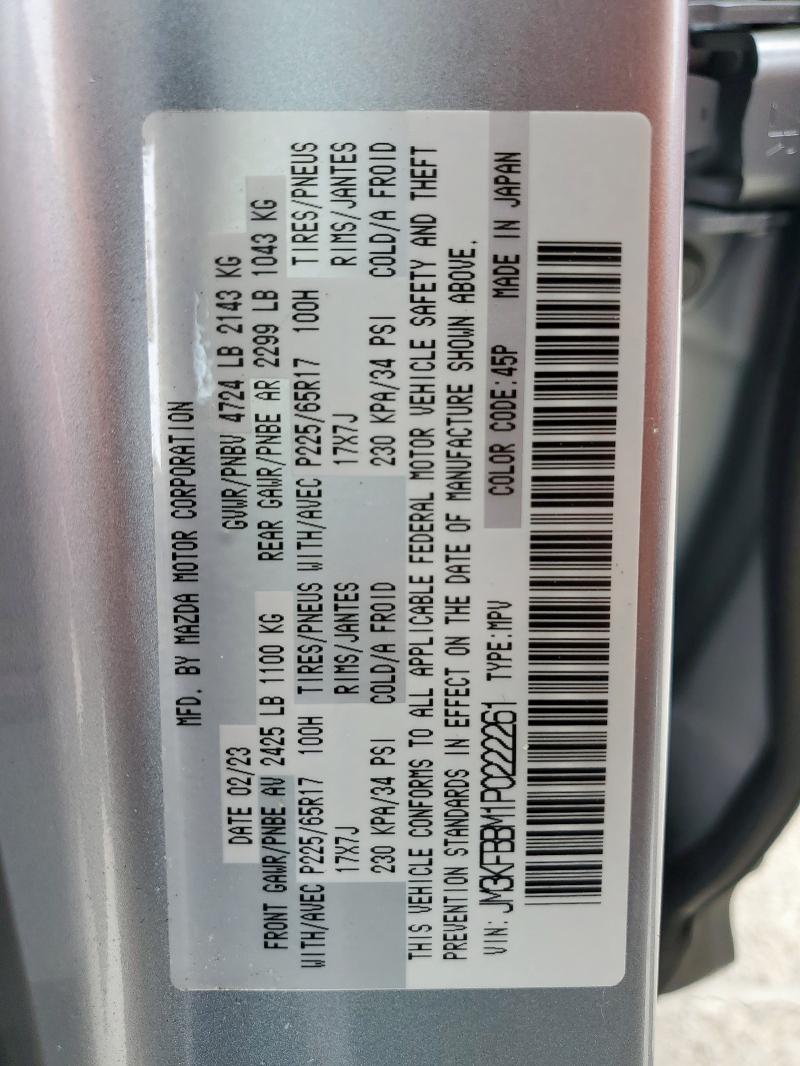 MFD. BY MAZDA MOTOR CORPORATION
DATE 02/23 GVWR/PNBV 4724 LB 2143 KG
FRONT GAWR/PNBE AV 2425 LB 1100 KG REAR GAWR/PNBE AR 2299 LB 1043 KG
WITH/AVEC P225/65R17 100H TIRES/PNEUS WITH/AVEC P225/65R17 100H TIRES/PNEUS
17X7J RIMS/JANTES 17X7J RIMS/JANTES
230 KPA/34 PSI COLD/A FROID 230 KPA/34 PSI COLD/A FROID
THIS VEHICLE CONFORMS TO ALL APPLICABLE FEDERAL MOTOR VEHICLE SAFETY AND THEFT
PREVENTION STANDARDS IN EFFECT ON THE DATE OF MANUFACTURE SHOWN ABOVE.
VIN: JM3KFBBM1P0222261 TYPE:MPV COLOR CODE:45P MADE IN JAPAN